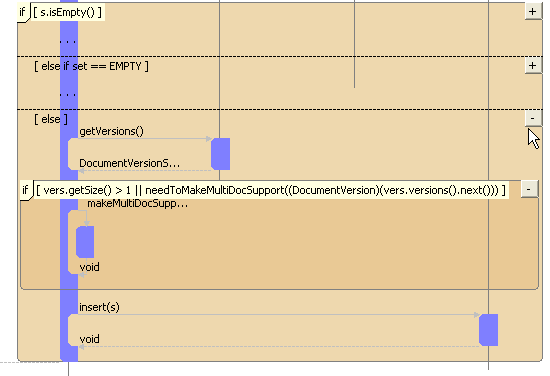 if [ s.isEmpty() ] +
. . .
[ else if set == EMPTY ] +
. . .
[ else ] -
getVersions()
DocumentVersionS...
if [ vers.getSize() > 1 || needToMakeMultiDocSupport((DocumentVersion)(vers.versions().next())) ] -
makeMultiDocSupp...
void
insert(s)
void